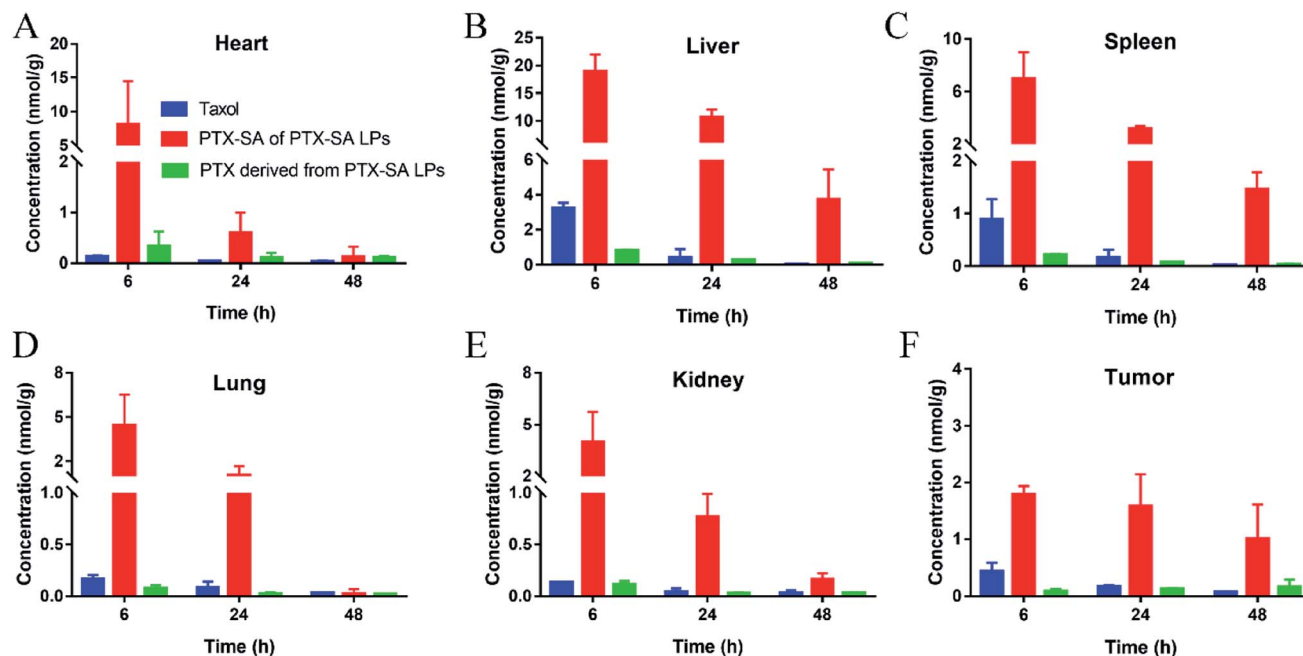 A
Heart
Concentration (nmol/g)
20
15
10
5
2
1
0
Taxol
PTX-SA of PTX-SA LPs
PTX derived from PTX-SA LPs
6
24
48
Time (h)
B
Liver
Concentration (nmol/g)
25
20
15
10
6
4
2
0
6
24
48
Time (h)
C
Spleen
Concentration (nmol/g)
10
6
2
1
0
6
24
48
Time (h)
D
Lung
Concentration (nmol/g)
8
5
2
1.0
0.5
0.0
6
24
48
Time (h)
E
Kidney
Concentration (nmol/g)
8
5
2
1.0
0.5
0.0
6
24
48
Time (h)
F
Tumor
Concentration (nmol/g)
4
3
2
1
0
6
24
48
Time (h)